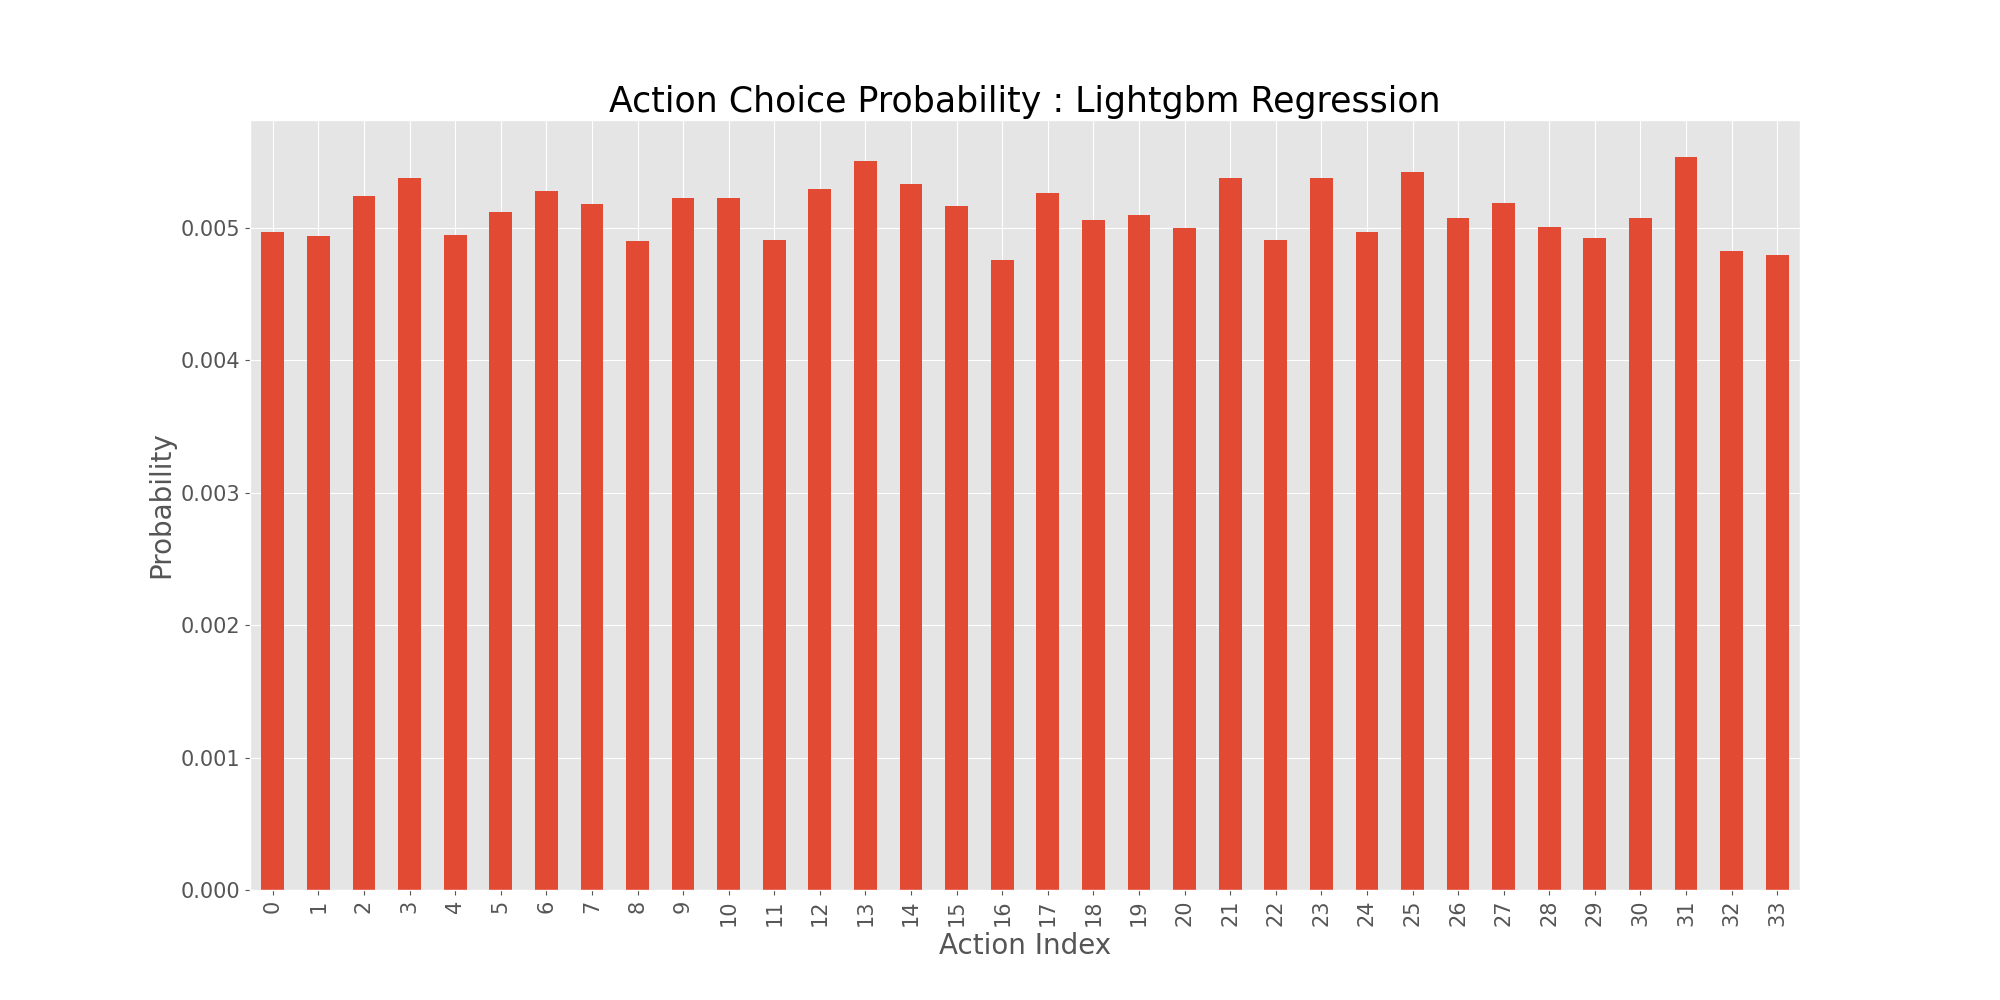 Action Choice Probability : Lightgbm Regression
Probability
0.005
0.004
0.003
0.002
0.001
0.000
0 1 2 3 4 5 6 7 8 9 10 11 12 13 14 15 16 17 18 19 20 21 22 23 24 25 26 27 28 29 30 31 32 33
Action Index